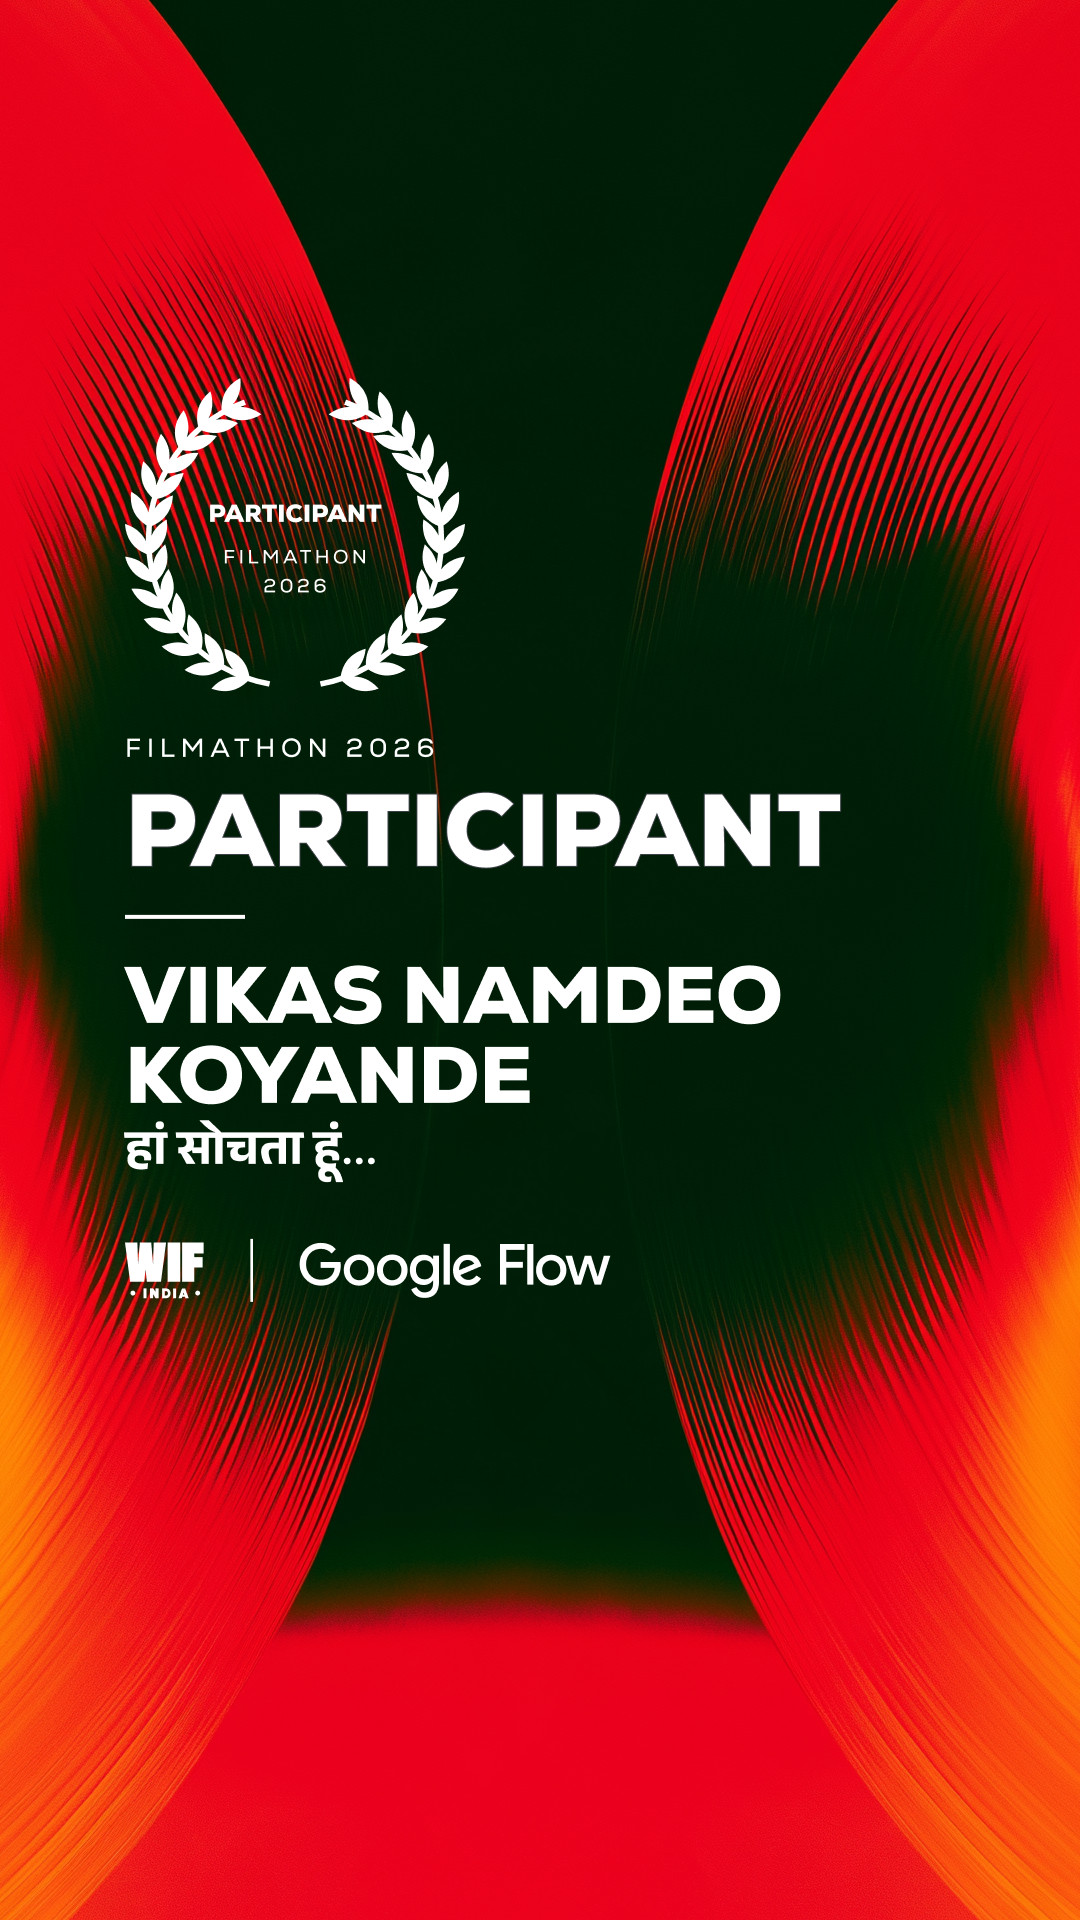 PARTICIPANT
FILMATHON
2026
FILMATHON 2026
PARTICIPANT
VIKAS NAMDEO
KOYANDE
हां सोचता हूं...
WIF
• INDIA •
Google Flow